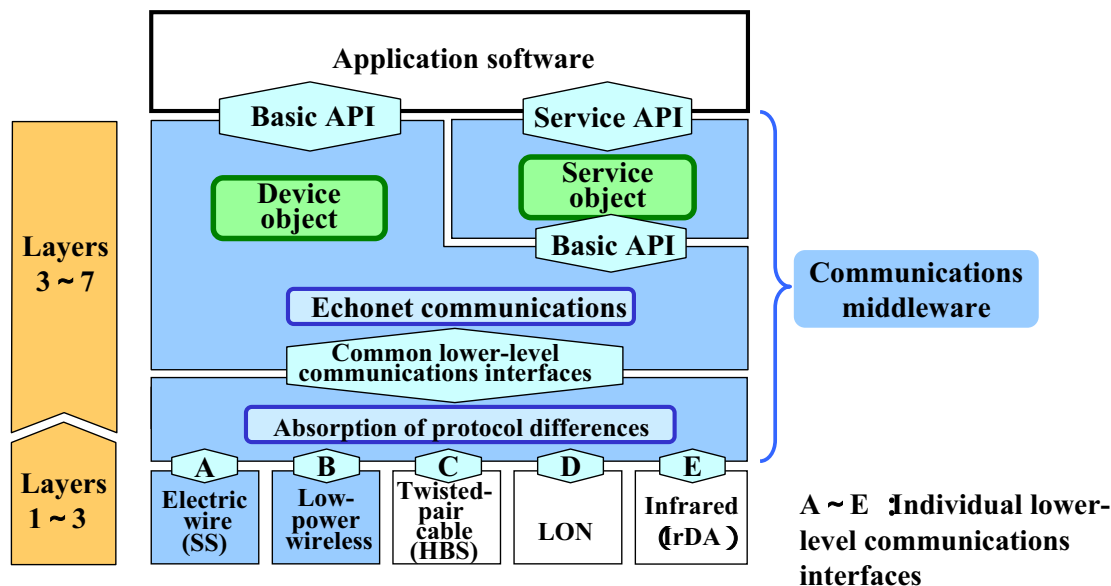 Application software
Basic API
Service API
Device
object
Service
object
Basic API
Layers
3 ~ 7
Communications
middleware
Echonet communications
Common lower-level
communications interfaces
Absorption of protocol differences
A
B
C
D
E
Layers
1 ~ 3
Electric
wire
(SS)
Low-
power
wireless
Twisted-
pair
cable
(HBS)
LON
Infrared
(IrDA)
A ~ E :Individual lower-
level communications
interfaces